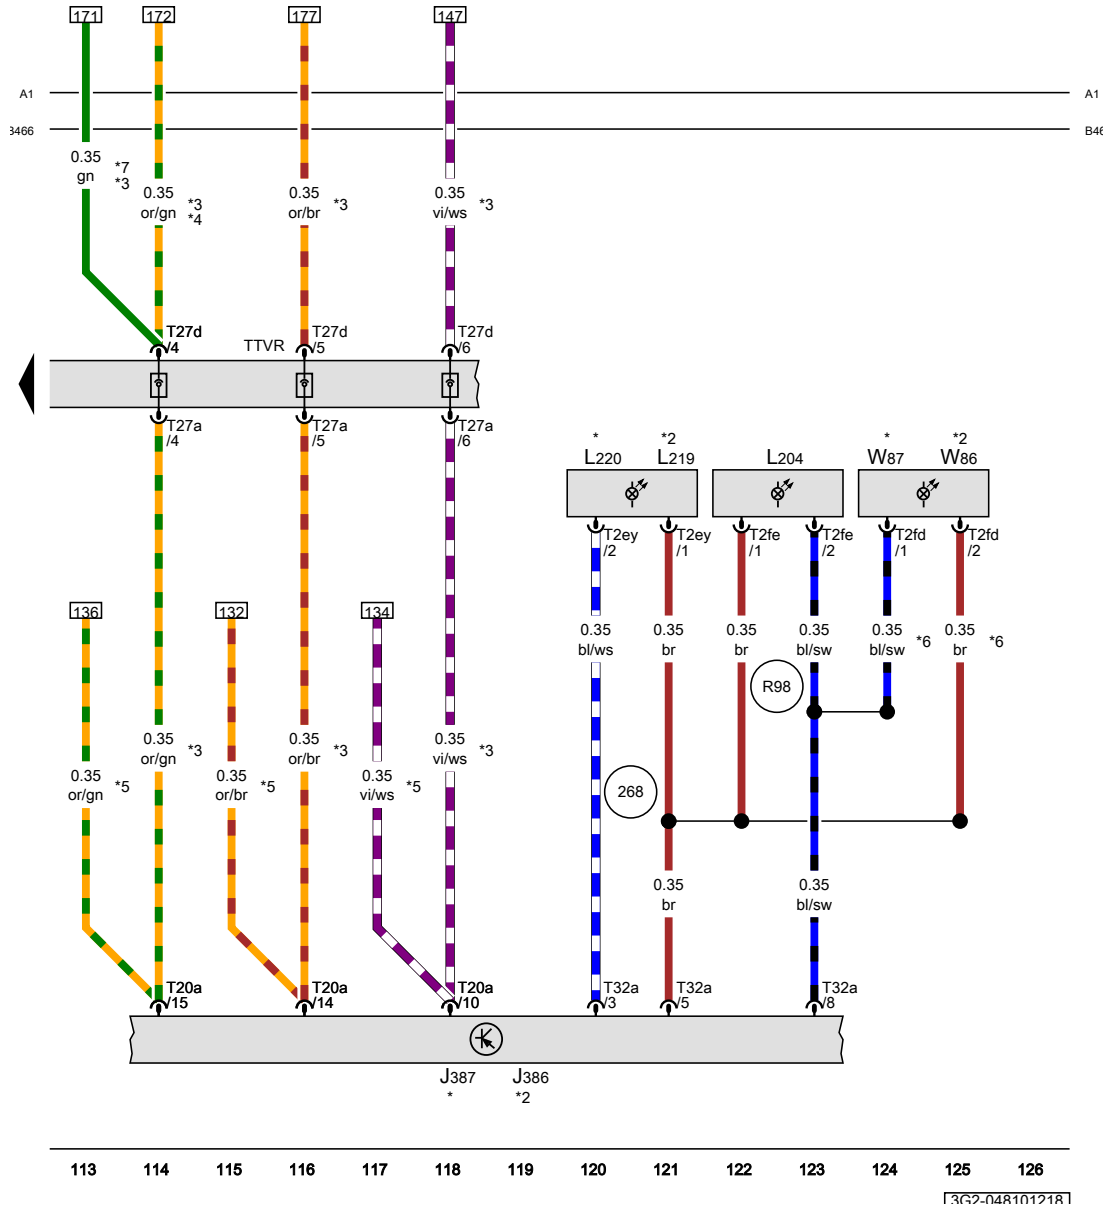 171 172 177 147
A1 A1
3466 B46
0.35 gn *7 *3
0.35 or/gn *3 *4
0.35 or/br *3
0.35 vi/ws *3
T27d /4
TTVR
T27d /5
T27d /6
T27a /4
T27a /5
T27a /6
* *2 * *2
L220 L219 L204 W87 W86
T2ey /2
T2ey /1
T2fe /1
T2fe /2
T2fd /1
T2fd /2
136 132 134
0.35 bl/ws
0.35 br
0.35 br
0.35 bl/sw
0.35 bl/sw *6
0.35 br *6
R98
0.35 or/gn *3
0.35 or/br *3
0.35 vi/ws *3
0.35 or/gn *5
0.35 or/br *5
0.35 vi/ws *5
268
0.35 br
0.35 bl/sw
T20a /15
T20a /14
T20a /10
T32a /3
T32a /5
T32a /8
J387 J386
* *2
113 114 115 116 117 118 119 120 121 122 123 124 125 126
3G2-048101218